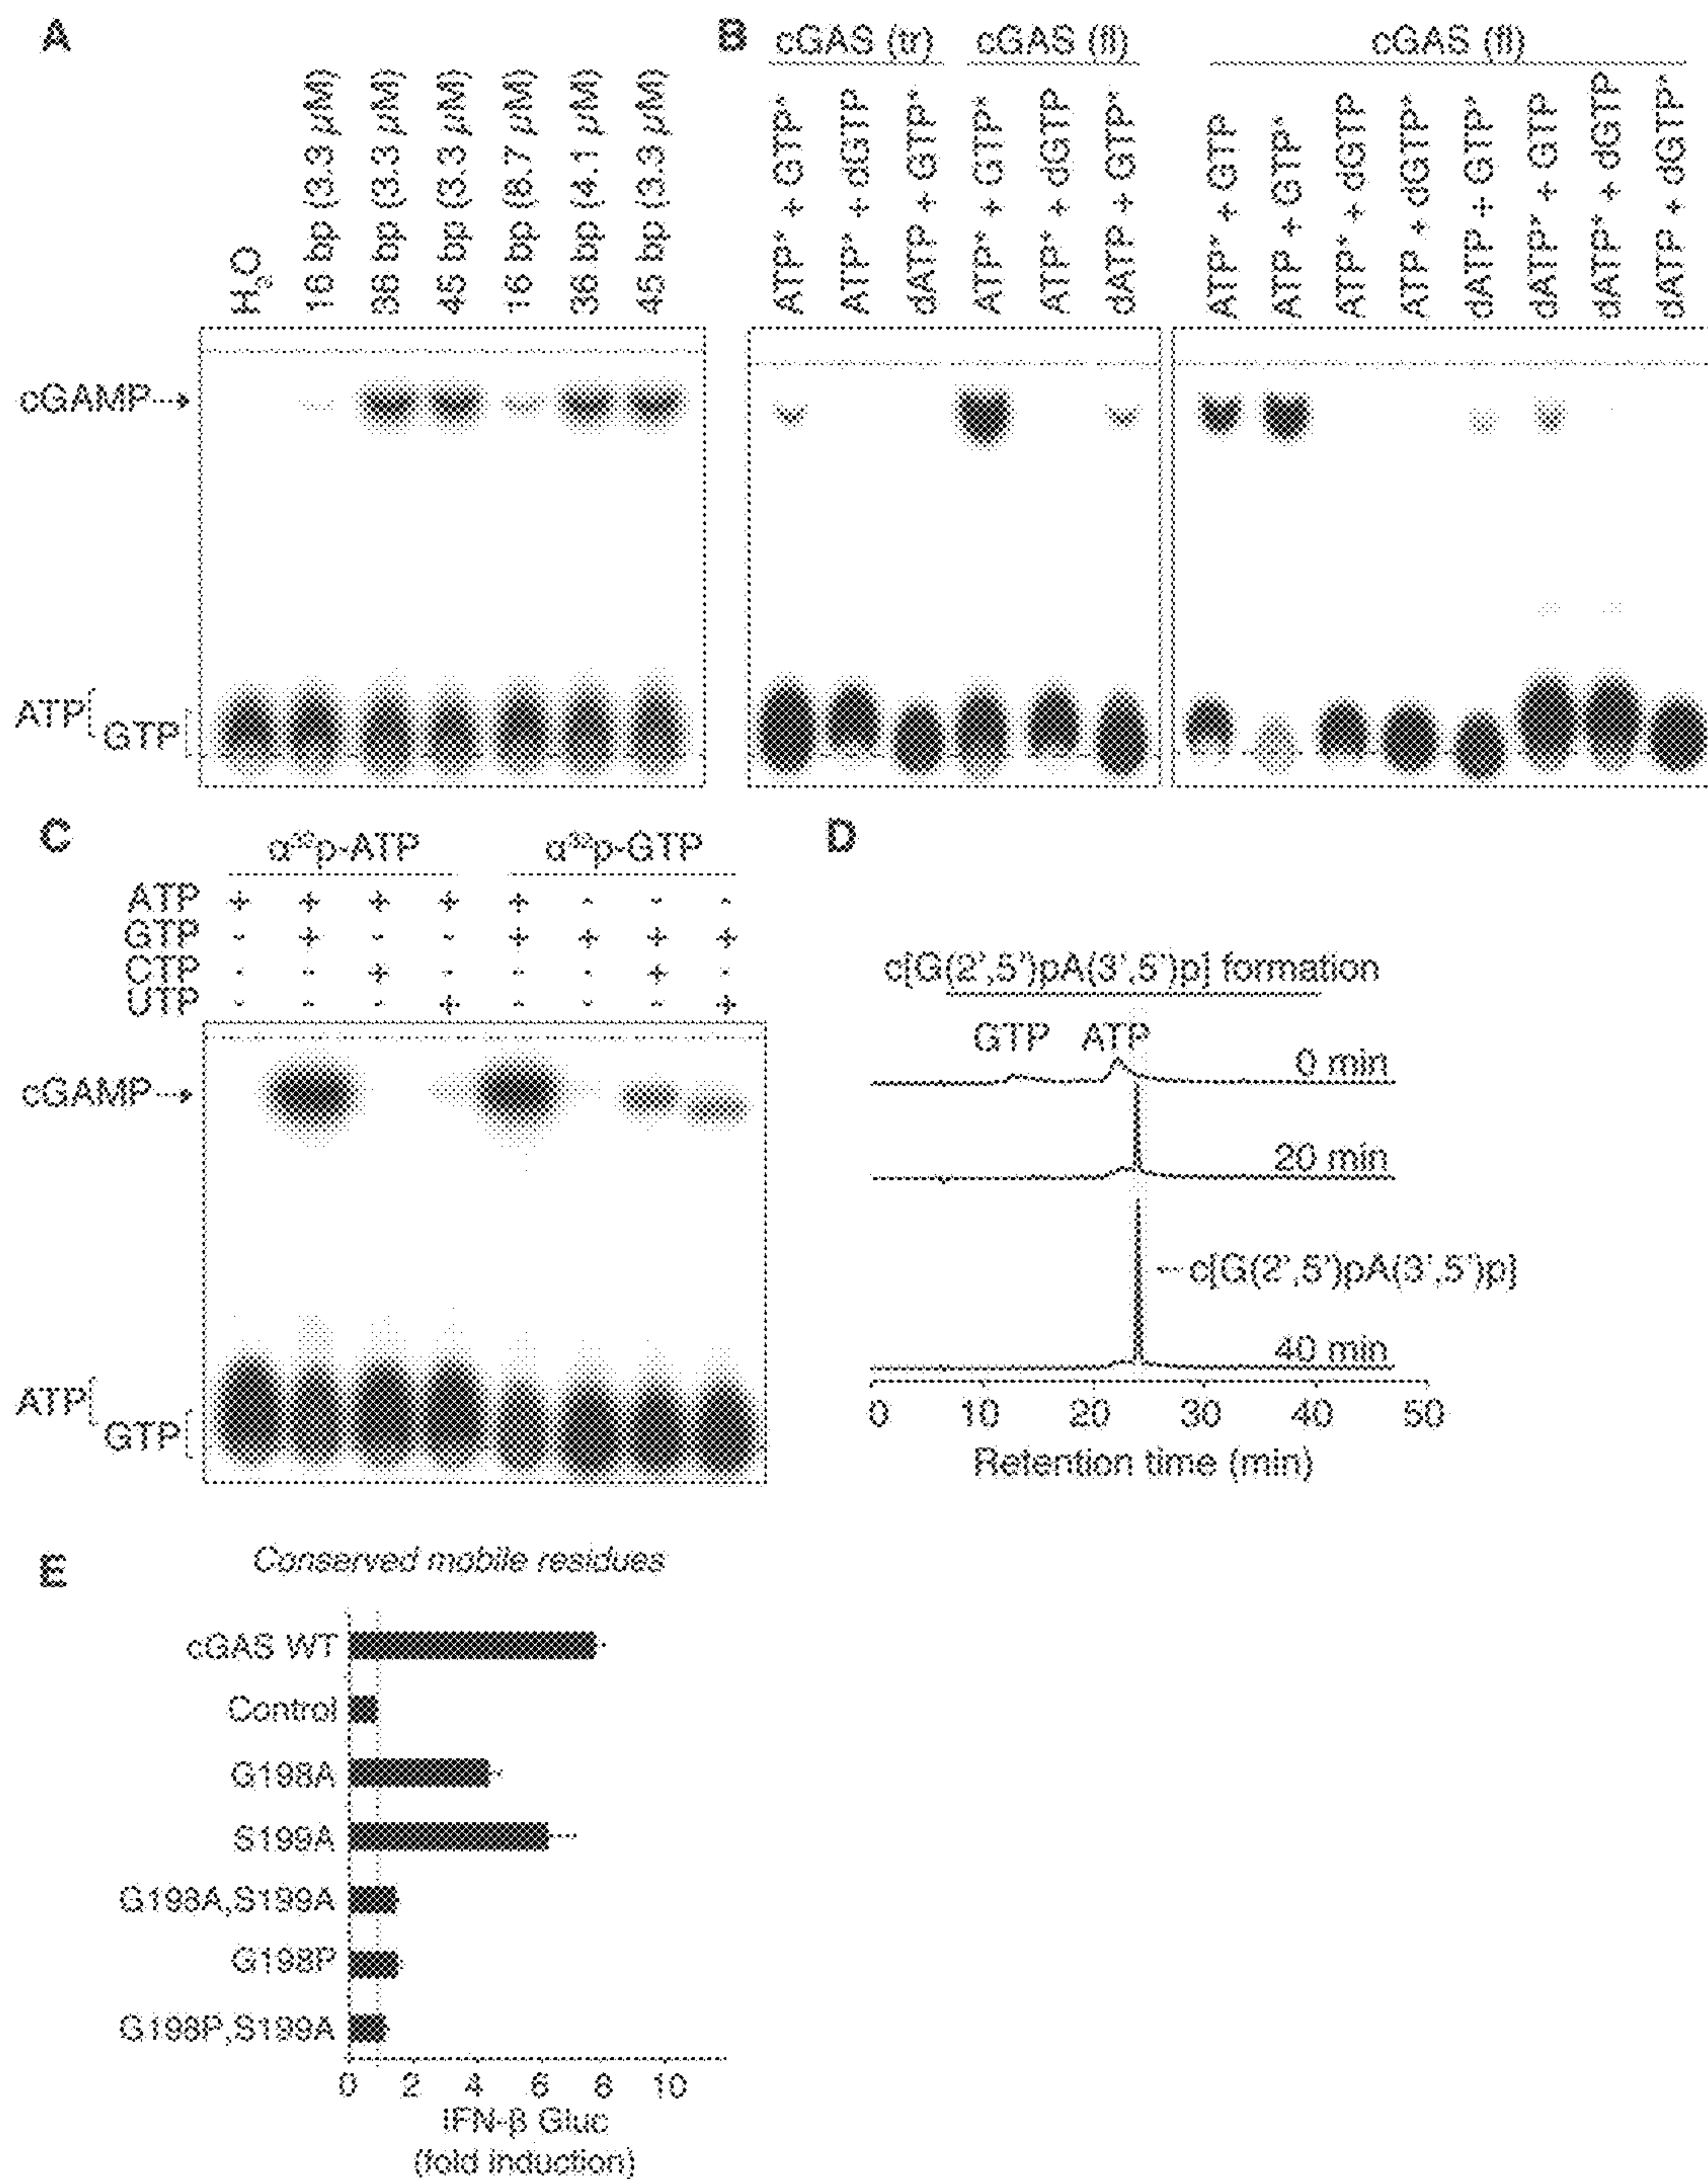 A
H₂O
16 bp (3.3 µM)
36 bp (3.3 µM)
45 bp (3.3 µM)
16 bp (8.7 µM)
36 bp (4.1 µM)
45 bp (3.3 µM)
cGAMP
ATP
GTP
B
cGAS (tr)
cGAS (fl)
cGAS (fl)
ATP* + GTP*
ATP* + dGTP
dATP + GTP*
ATP* + GTP*
ATP* + dGTP
dATP + GTP*
ATP* + GTP
ATP + GTP*
ATP* + dGTP
ATP + dGTP*
dATP + GTP*
dATP* + GTP
dATP* + dGTP
dATP + dGTP*
C
α³²p-ATP α³²p-GTP
ATP + + + + + - - -
GTP - + - - + + + +
CTP - - + - - - + -
UTP - - - + - - - +
cGAMP
ATP
GTP
D
c[G(2',5')pA(3',5')p] formation
GTP ATP
0 min
20 min
c[G(2',5')pA(3',5')p]
40 min
0 10 20 30 40 50
Retention time (min)
E
Conserved mobile residues
cGAS WT
Control
G198A
S199A
G198A,S199A
G198P
G198P,S199A
0 2 4 6 8 10
IFN-β Gluc
(fold induction)